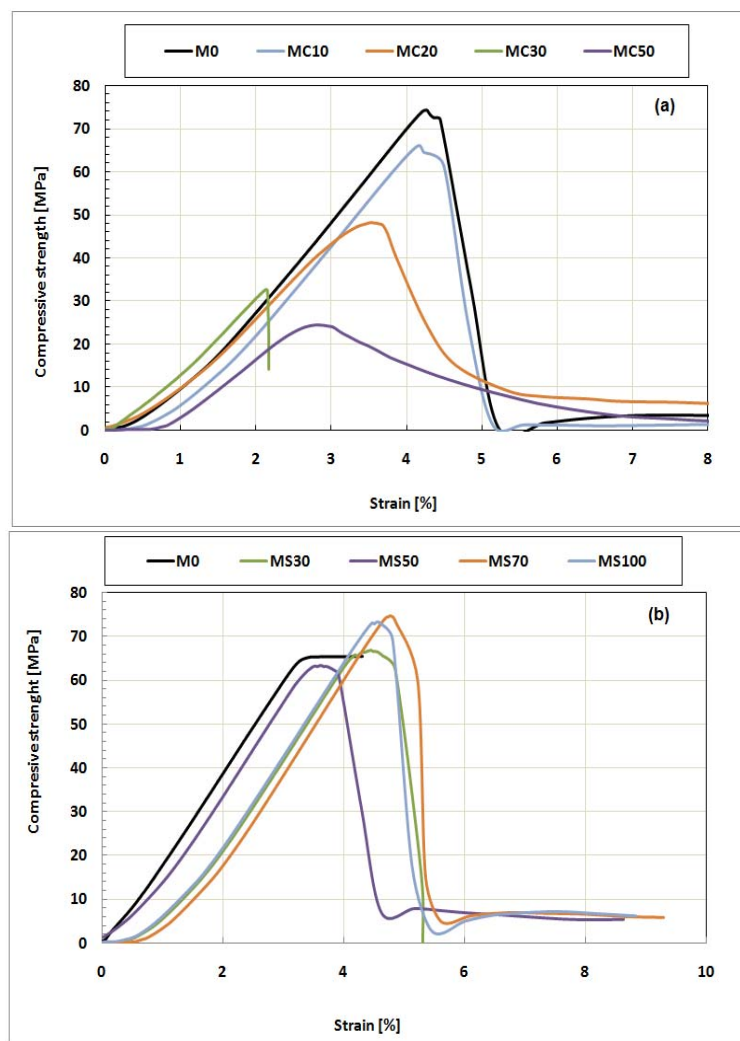 M0 MC10 MC20 MC30 MC50
(a)
Compressive strength [MPa]
80
70
60
50
40
30
20
10
0
0 1 2 3 4 5 6 7 8
Strain [%]
M0 MS30 MS50 MS70 MS100
(b)
Compresive strenght [MPa]
80
70
60
50
40
30
20
10
0
0 2 4 6 8 10
Strain [%]